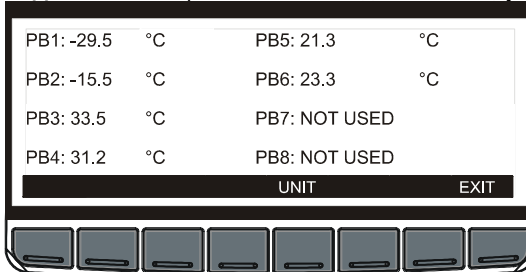 PB1: -29.5 °C PB5: 21.3 °C
PB2: -15.5 °C PB6: 23.3 °C
PB3: 33.5 °C PB7: NOT USED
PB4: 31.2 °C PB8: NOT USED
UNIT EXIT